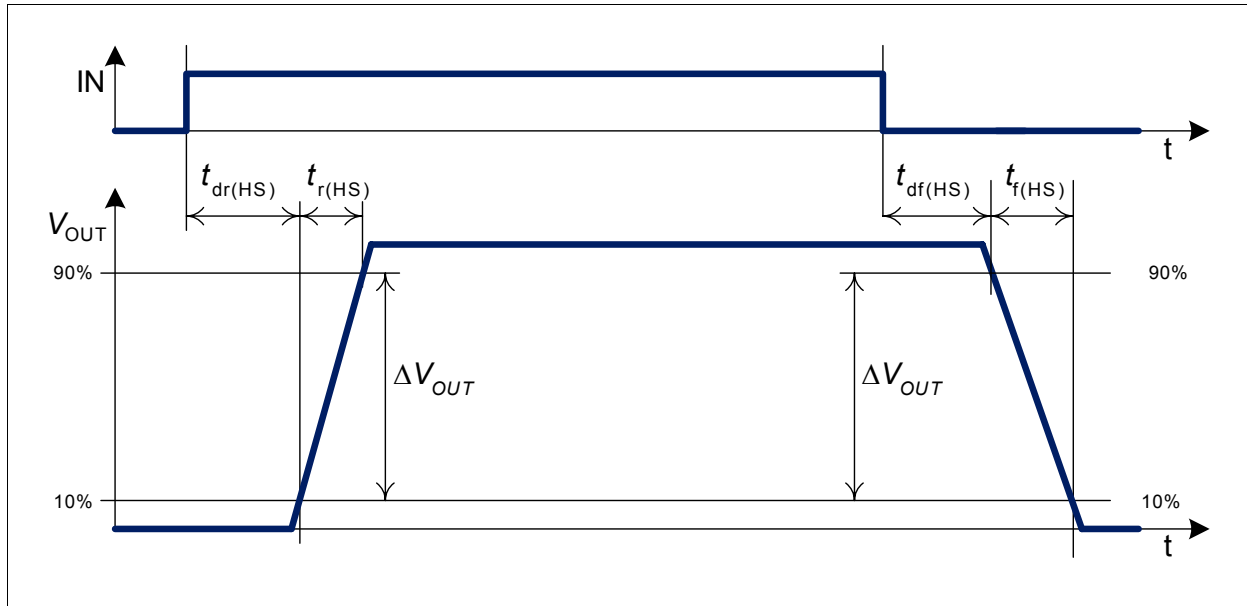 IN
t
t dr(HS)
t r(HS)
t df(HS)
t f(HS)
V OUT
90%
90%
ΔV OUT
ΔV OUT
10%
10%
t